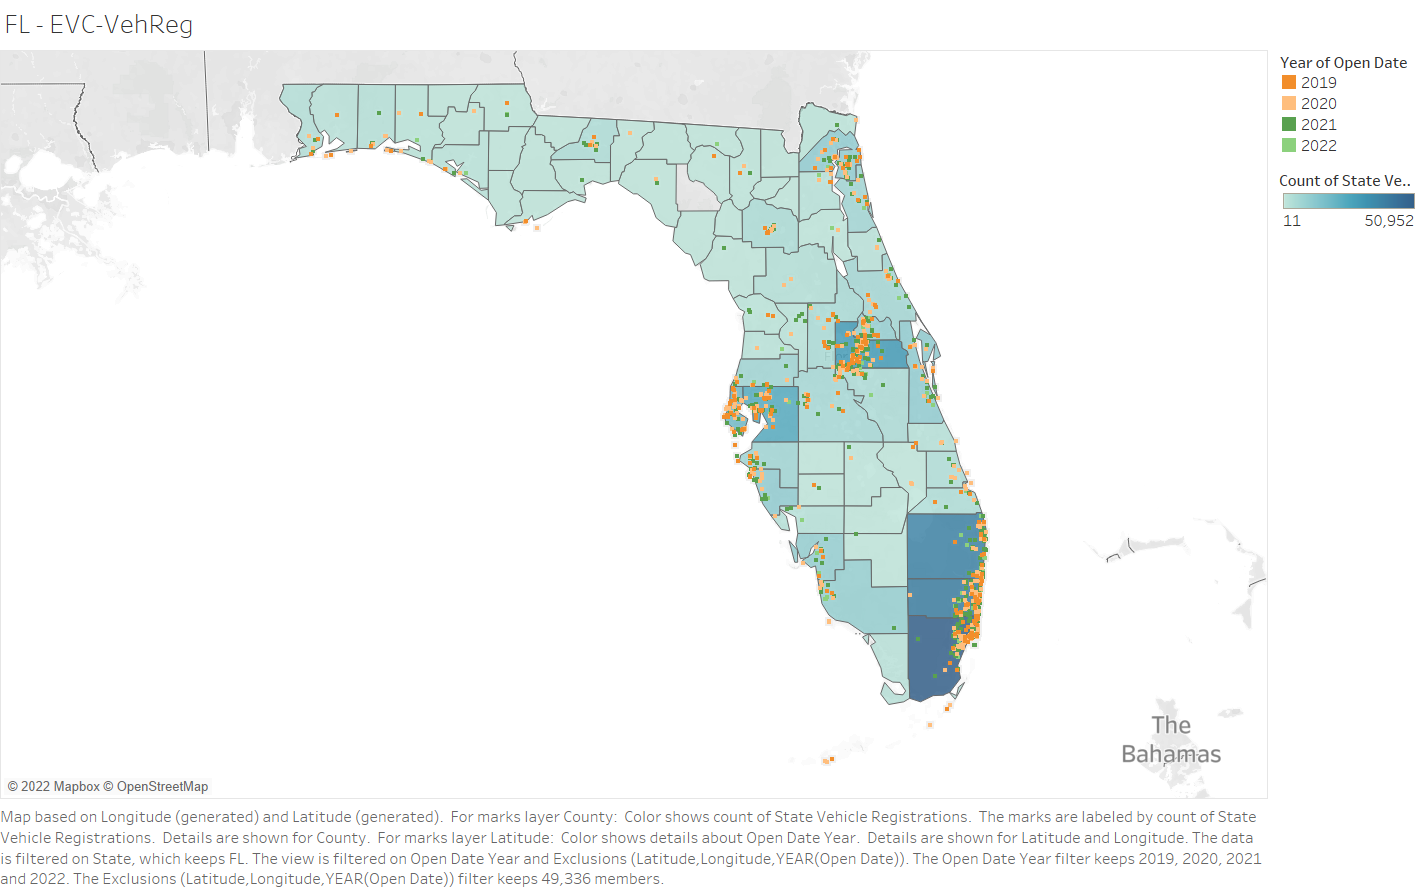 FL - EVC-VehReg
Year of Open Date
2019
2020
2021
2022
Count of State Ve..
11 50,952
The
Bahamas
© 2022 Mapbox © OpenStreetMap
Map based on Longitude (generated) and Latitude (generated).  For marks layer County:  Color shows count of State Vehicle Registrations.  The marks are labeled by count of State
Vehicle Registrations.  Details are shown for County.  For marks layer Latitude:  Color shows details about Open Date Year.  Details are shown for Latitude and Longitude. The data
is filtered on State, which keeps FL. The view is filtered on Open Date Year and Exclusions (Latitude,Longitude,YEAR(Open Date)). The Open Date Year filter keeps 2019, 2020, 2021
and 2022. The Exclusions (Latitude,Longitude,YEAR(Open Date)) filter keeps 49,336 members.